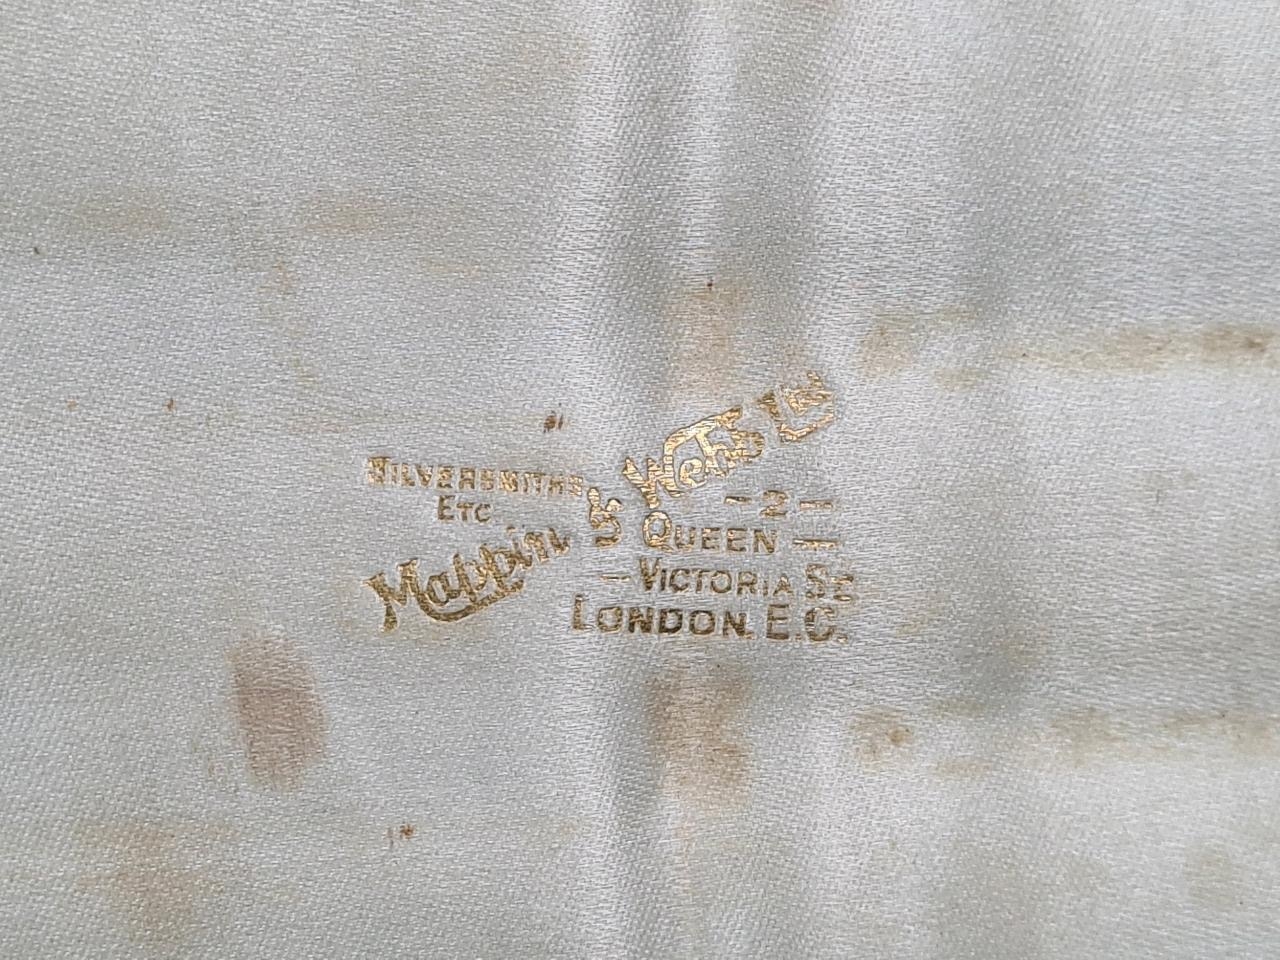 SILVERSMITHS
ETC
Mappin & Webb Ltd
- 2 -
QUEEN -
- VICTORIA St
LONDON. E.C.